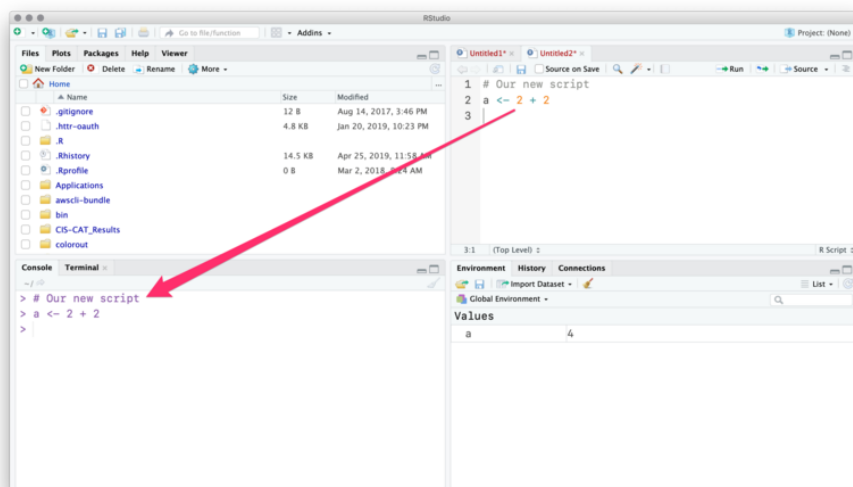 RStudio
Go to file/function
Addins
Project: (None)
Files Plots Packages Help Viewer
New Folder Delete Rename More
Home ...
Name Size Modified
.gitignore 12 B Aug 14, 2017, 3:46 PM
.httr-oauth 4.8 KB Jan 20, 2019, 10:23 PM
.R
.Rhistory 14.5 KB Apr 25, 2019, 11:58 AM
.Rprofile 0 B Mar 2, 2018, AM
Applications
awscli-bundle
bin
CIS-CAT_Results
colorout
Untitled1* Untitled2*
Source on Save Run Source
1 # Our new script
2 a <- 2 + 2
3
3:1 (Top Level) R Script
Console Terminal
~/
> # Our new script
> a <- 2 + 2
>
Environment History Connections
Import Dataset List
Global Environment
Values
a 4